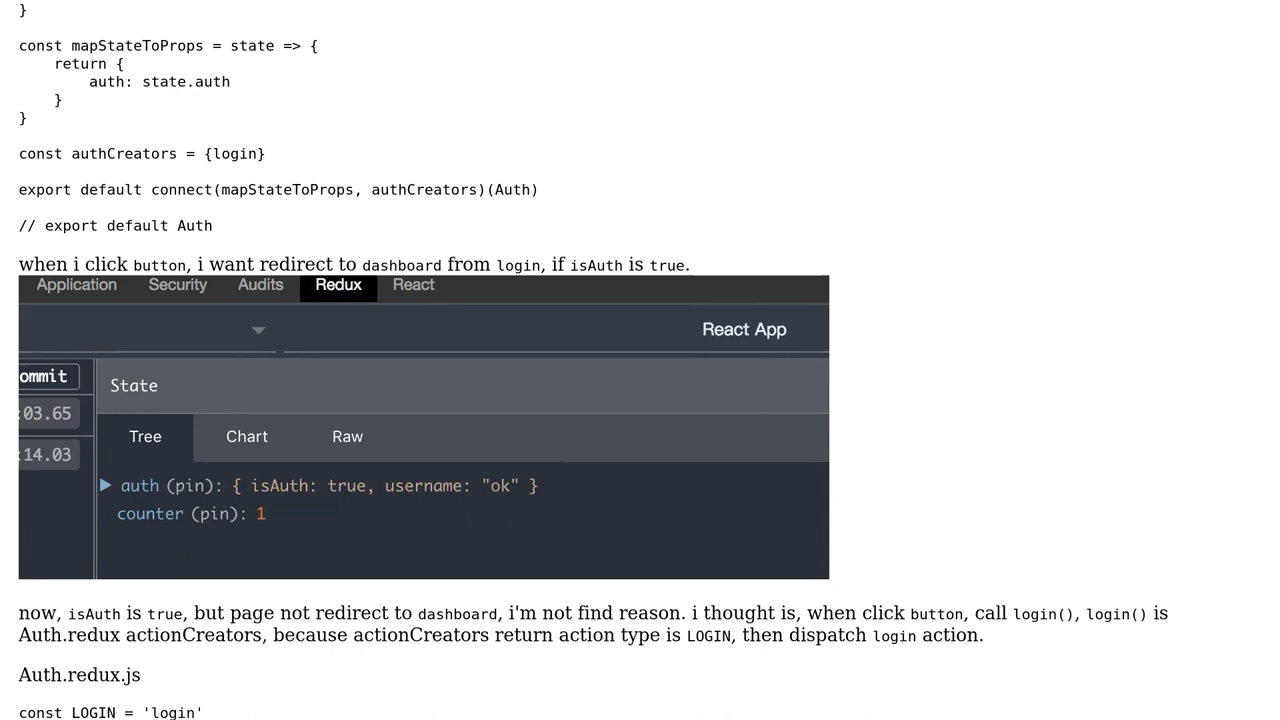 }
const mapStateToProps = state => {
return {
auth: state.auth
}
}
const authCreators = {login}
export default connect(mapStateToProps, authCreators)(Auth)
// export default Auth
when i click button, i want redirect to dashboard from login, if isAuth is true.
Application Security Audits Redux React
React App
ommit
State
:03.65
Tree Chart Raw
:14.03
auth (pin): { isAuth: true, username: "ok" }
counter (pin): 1
now, isAuth is true, but page not redirect to dashboard, i'm not find reason. i thought is, when click button, call login(), login() is
Auth.redux actionCreators, because actionCreators return action type is LOGIN, then dispatch login action.
Auth.redux.js
const LOGIN = 'login'